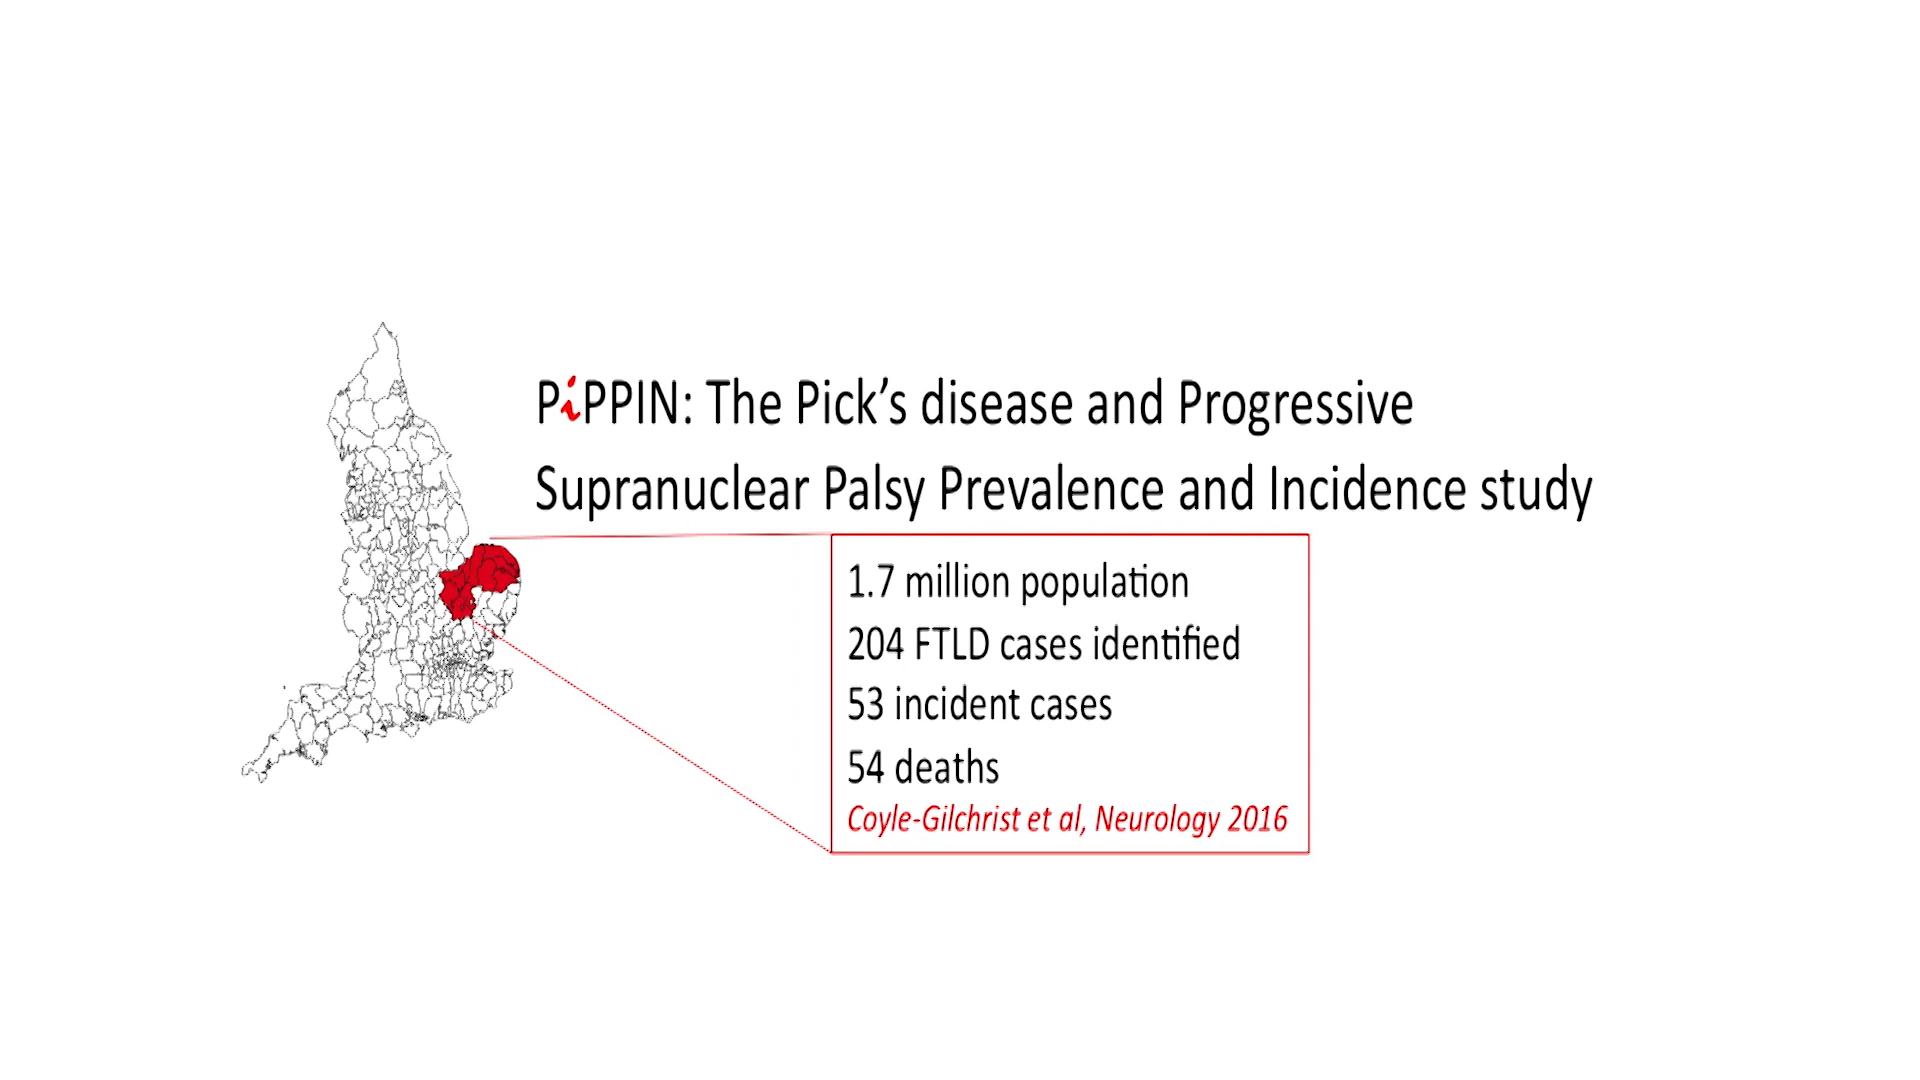 PiPPIN: The Pick’s disease and Progressive
Supranuclear Palsy Prevalence and Incidence study
1.7 million population
204 FTLD cases identified
53 incident cases
54 deaths
Coyle-Gilchrist et al, Neurology 2016